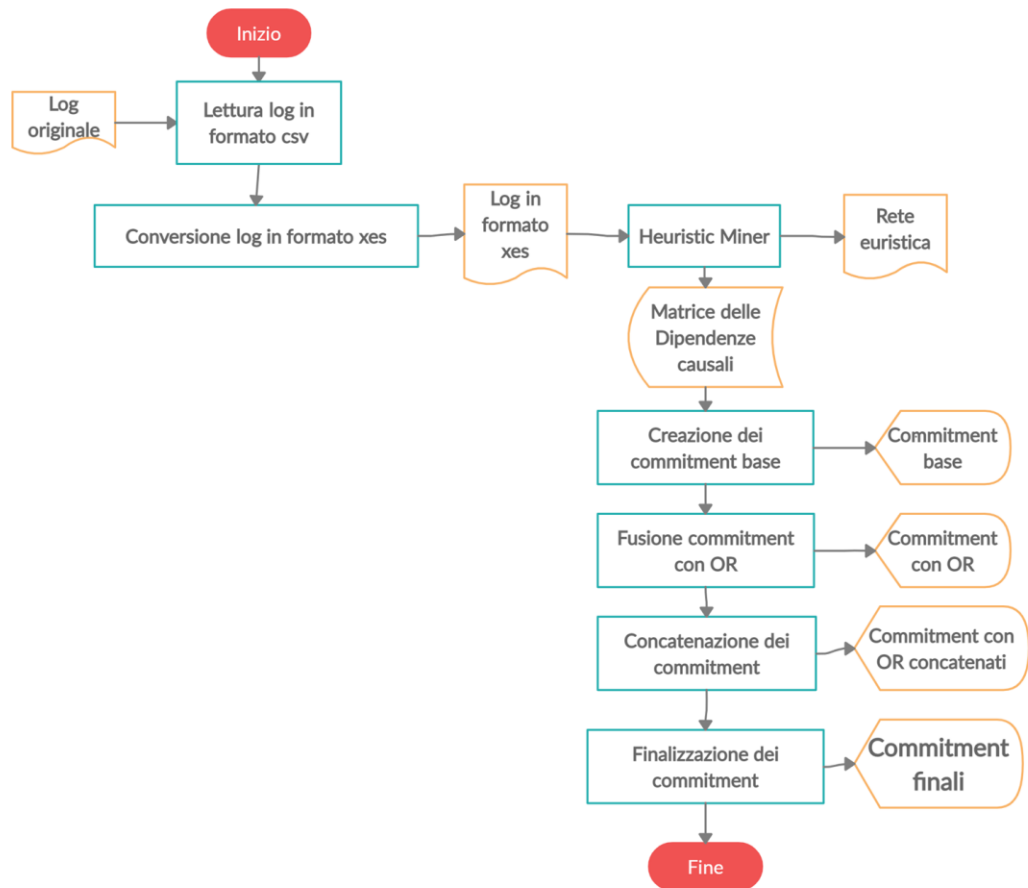 Inizio
Log
originale
Lettura log in
formato csv
Conversione log in formato xes
Log in
formato
xes
Heuristic Miner
Rete
euristica
Matrice delle
Dipendenze
causali
Creazione dei
commitment base
Commitment
base
Fusione commitment
con OR
Commitment
con OR
Concatenazione dei
commitment
Commitment con
OR concatenati
Finalizzazione dei
commitment
Commitment
finali
Fine